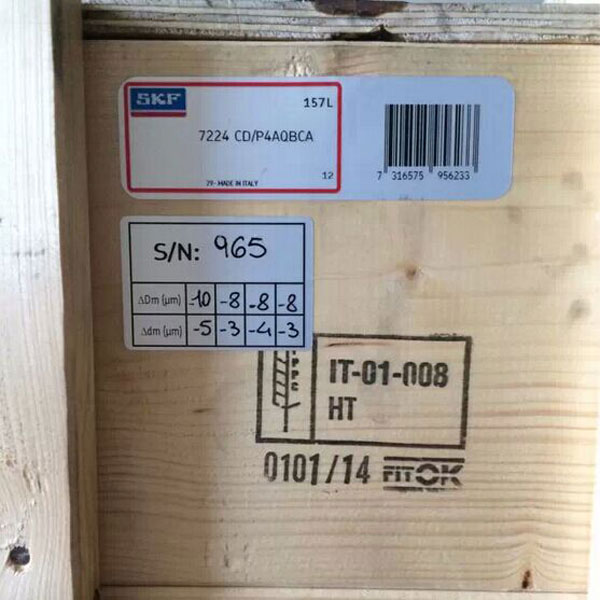 SKF
157L
7224 CD/P4AQBCA
12
29- MADE IN ITALY
7 316575 956233
S/N: 965
ΔDm (µm) -10 -8 -8 -8
Δdm (µm) -5 -3 -4 -3
IPPC
IT-01-008
HT
0101/14 FITOK